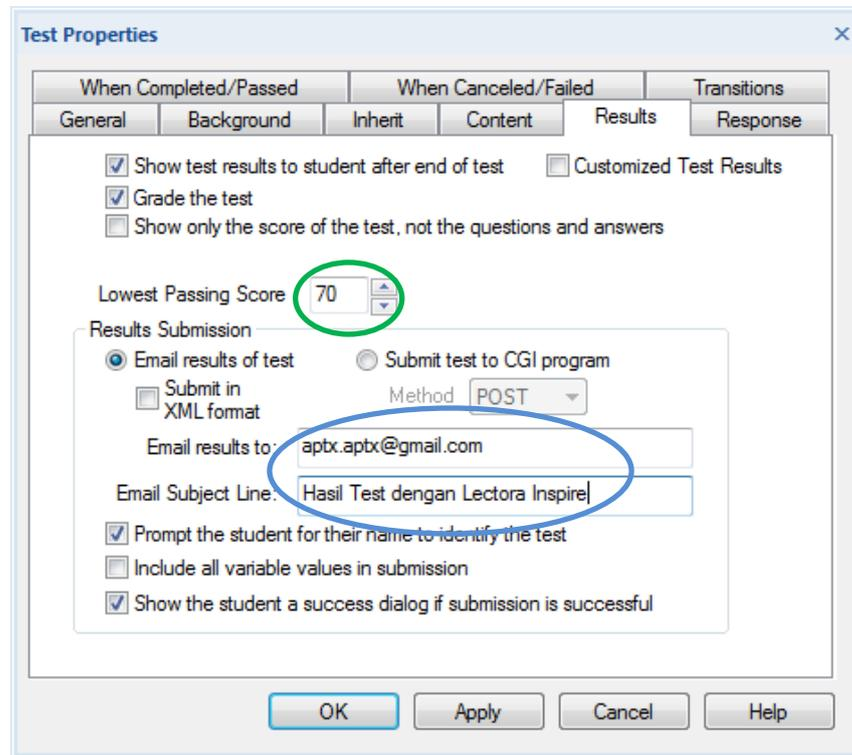 Test Properties
When Completed/Passed When Canceled/Failed Transitions
General Background Inherit Content Results Response
Show test results to student after end of test Customized Test Results
Grade the test
Show only the score of the test, not the questions and answers
Lowest Passing Score 70
Results Submission
Email results of test Submit test to CGI program
Submit in
XML format
Method POST
Email results to: aptx.aptx@gmail.com
Email Subject Line: Hasil Test dengan Lectora Inspire
Prompt the student for their name to identify the test
Include all variable values in submission
Show the student a success dialog if submission is successful
OK Apply Cancel Help